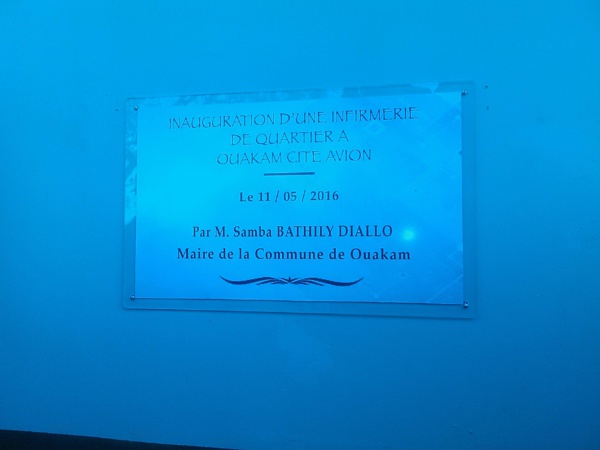 INAUGURATION D'UNE INFIRMERIE
DE QUARTIER A
OUAKAM CITE AVION
Le 11 / 05 / 2016
Par M. Samba BATHILY DIALLO
Maire de la Commune de Ouakam